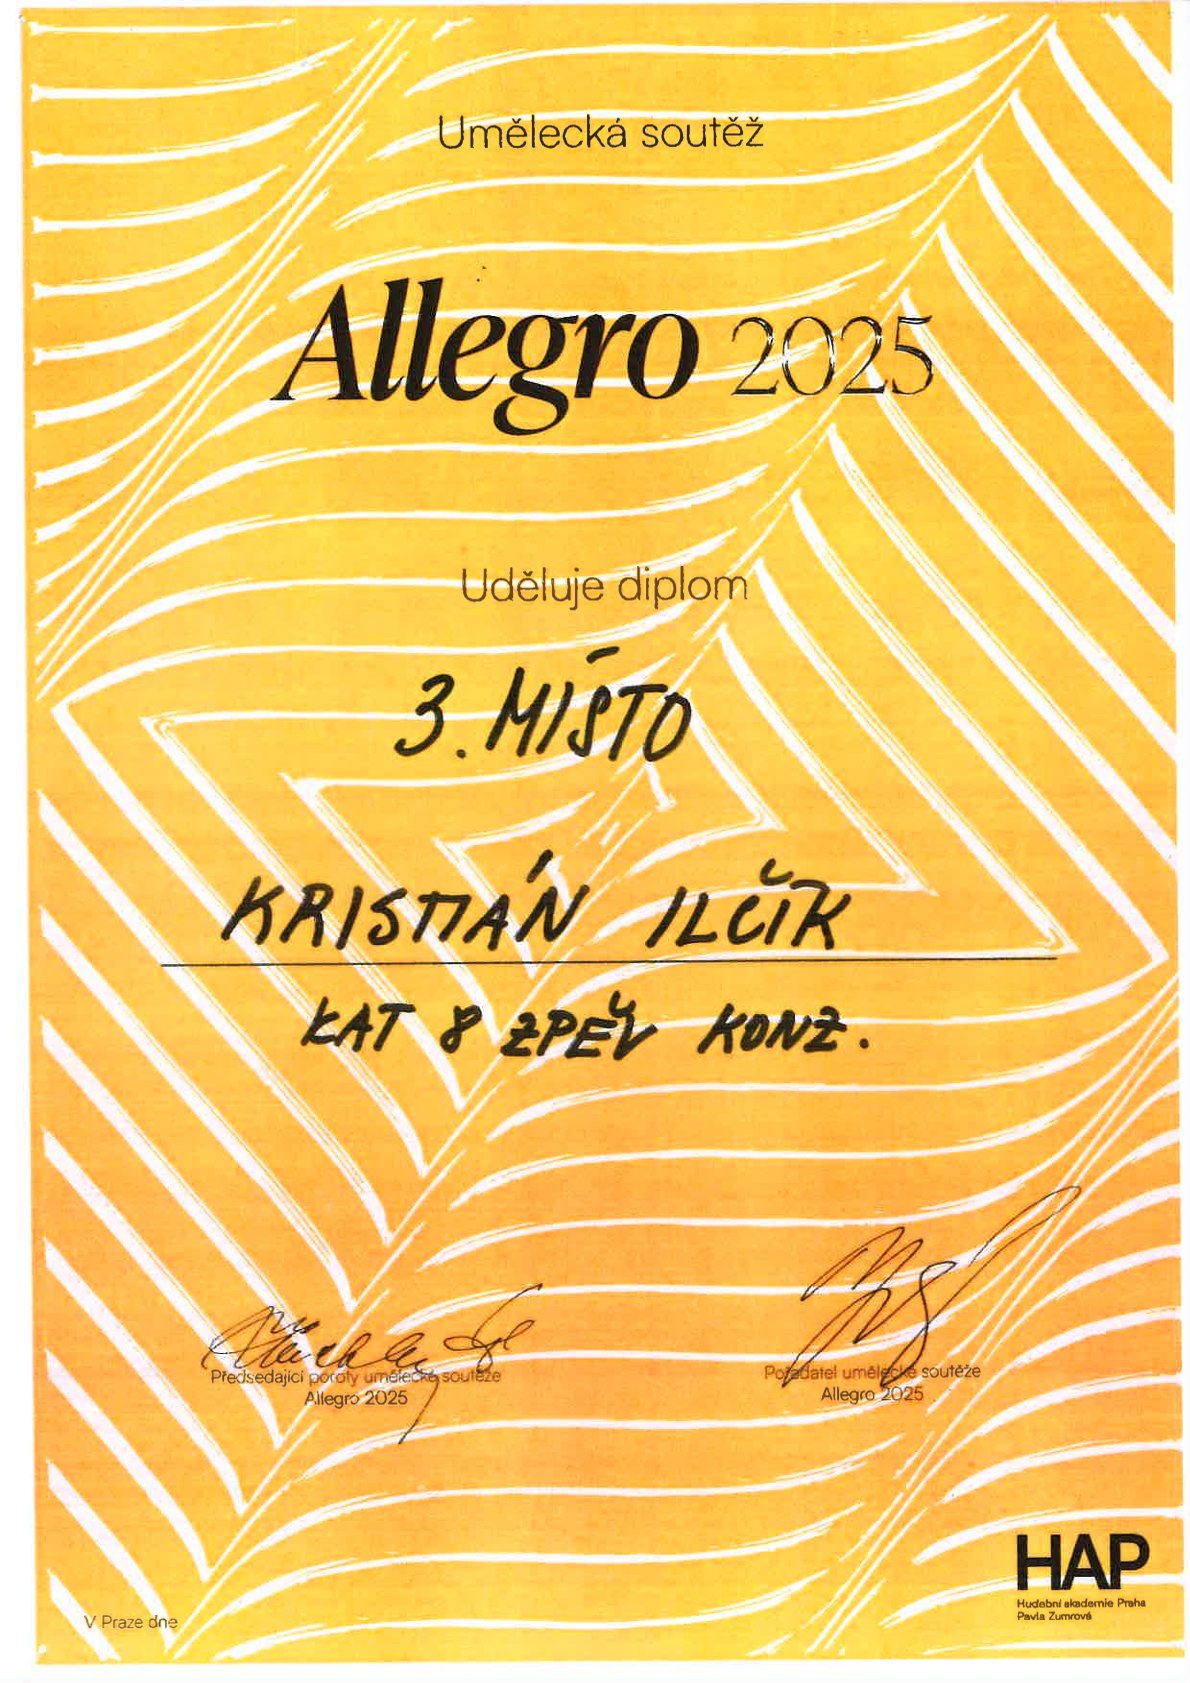 Umělecká soutěž
Allegro 2025
Uděluje diplom
3. MÍSTO
KRISTIÁN ILČÍK
KAT 8 ZPĚV KONZ.
Předsedající poroty umělecké soutěže
Allegro 2025
Pořadatel umělecké soutěže
Allegro 2025
HAP
Hudební akademie Praha
Pavla Zumrová
V Praze dne